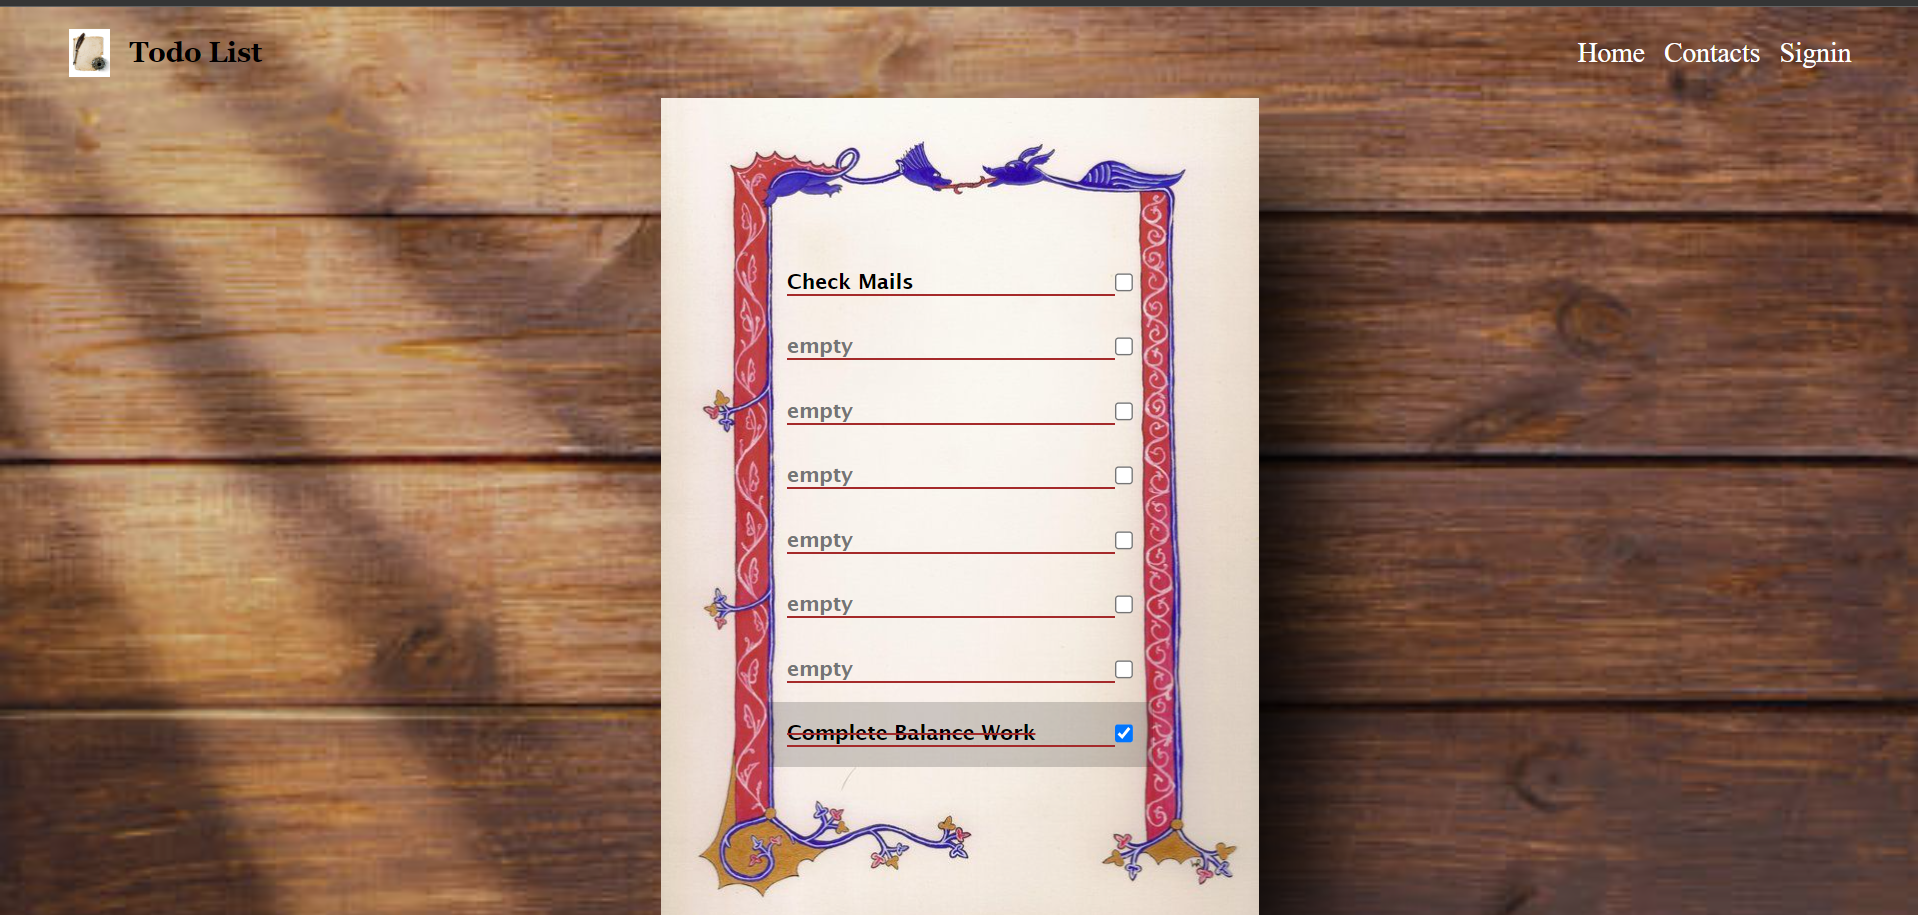 Todo List
Home Contacts Signin
Check Mails
empty
empty
empty
empty
empty
empty
Complete Balance Work